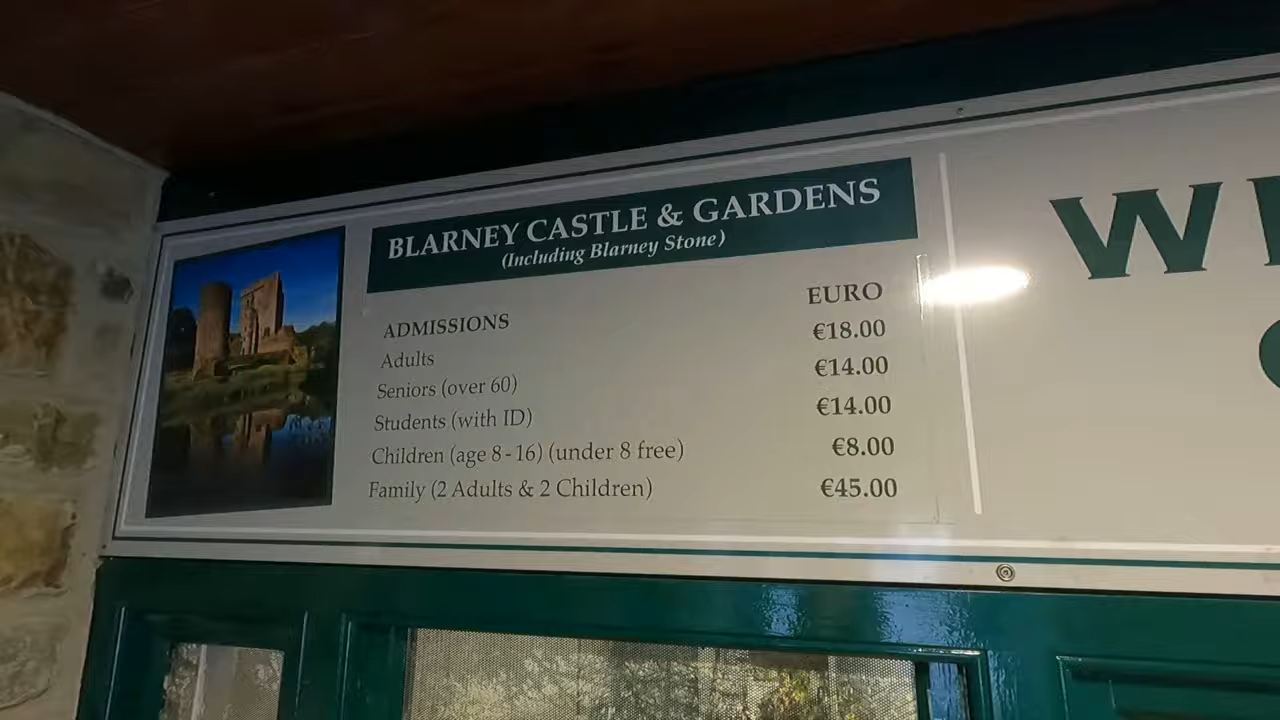 BLARNEY CASTLE & GARDENS
(Including Blarney Stone)
EURO
ADMISSIONS
Adults €18.00
Seniors (over 60) €14.00
Students (with ID) €14.00
Children (age 8 - 16) (under 8 free) €8.00
Family (2 Adults & 2 Children) €45.00